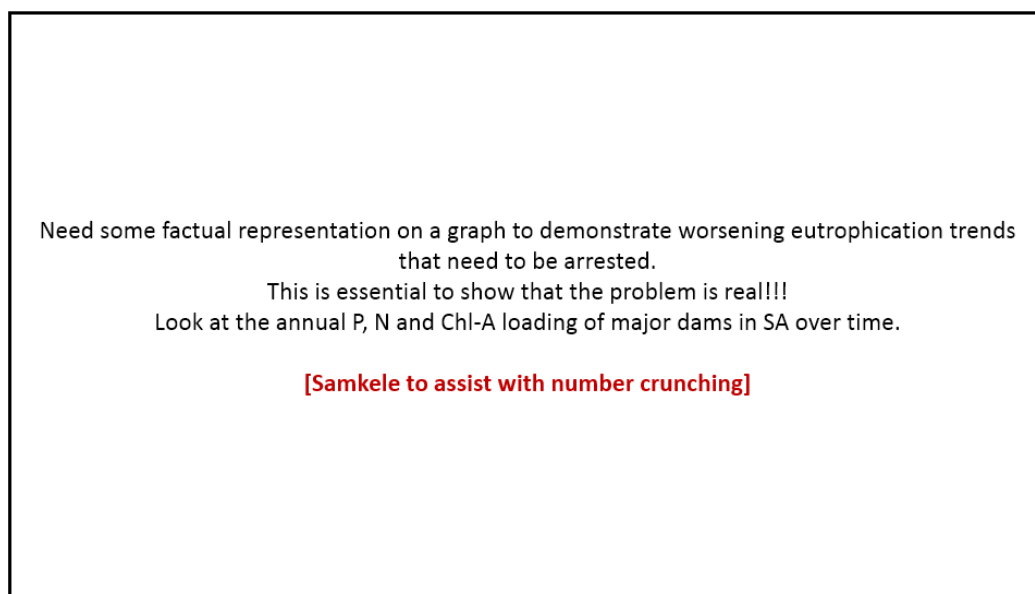 Need some factual representation on a graph to demonstrate worsening eutrophication trends
that need to be arrested.
This is essential to show that the problem is real!!!
Look at the annual P, N and Chl-A loading of major dams in SA over time.
[Samkele to assist with number crunching]